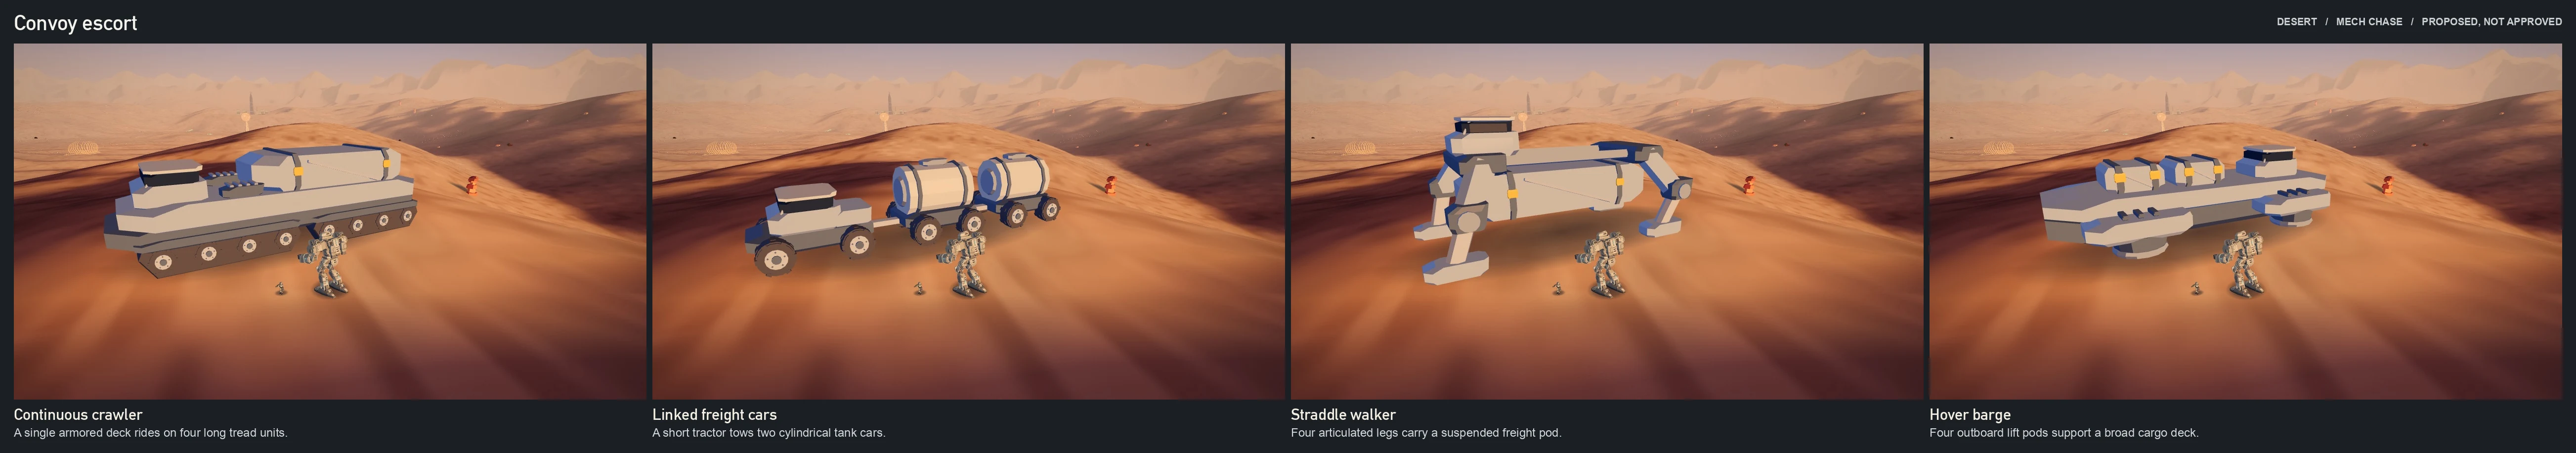 Convoy escort
DESERT / MECH CHASE / PROPOSED, NOT APPROVED
Continuous crawler
A single armored deck rides on four long tread units.
Linked freight cars
A short tractor tows two cylindrical tank cars.
Straddle walker
Four articulated legs carry a suspended freight pod.
Hover barge
Four outboard lift pods support a broad cargo deck.